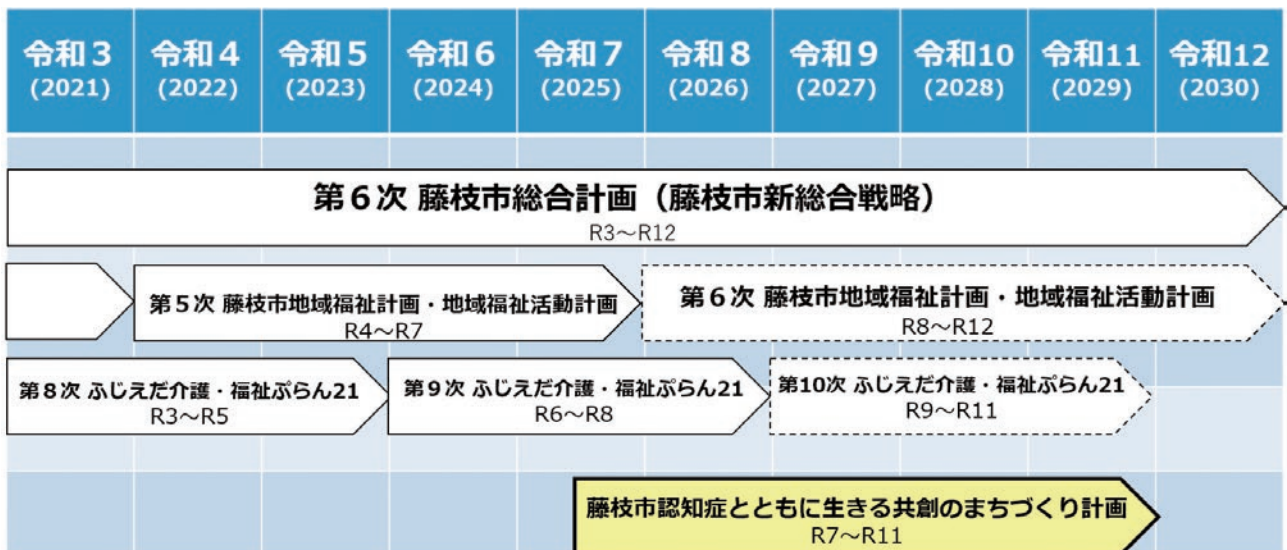 令和3 令和4 令和5 令和6 令和7 令和8 令和9 令和10 令和11 令和12
(2021) (2022) (2023) (2024) (2025) (2026) (2027) (2028) (2029) (2030)
第6次 藤枝市総合計画（藤枝市新総合戦略）
R3～R12
第5次 藤枝市地域福祉計画・地域福祉活動計画
R4～R7
第6次 藤枝市地域福祉計画・地域福祉活動計画
R8～R12
第8次 ふじえだ介護・福祉ぷらん21
R3～R5
第9次 ふじえだ介護・福祉ぷらん21
R6～R8
第10次 ふじえだ介護・福祉ぷらん21
R9～R11
藤枝市認知症とともに生きる共創のまちづくり計画
R7～R11